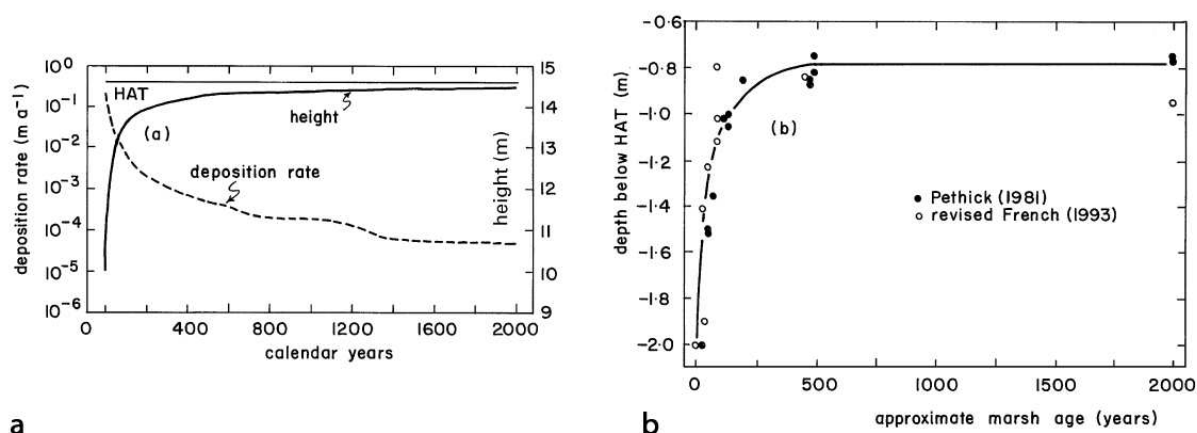 10⁰
10⁻¹
10⁻²
10⁻³
10⁻⁴
10⁻⁵
10⁻⁶
deposition rate (m a⁻¹)
HAT
(a)
height
deposition rate
15
14
13
12
11
10
9
height (m)
0 400 800 1200 1600 2000
calendar years
a
-0.6
-0.8
-1.0
-1.2
-1.4
-1.6
-1.8
-2.0
depth below HAT (m)
(b)
Pethick (1981)
revised French (1993)
0 500 1000 1500 2000
approximate marsh age (years)
b